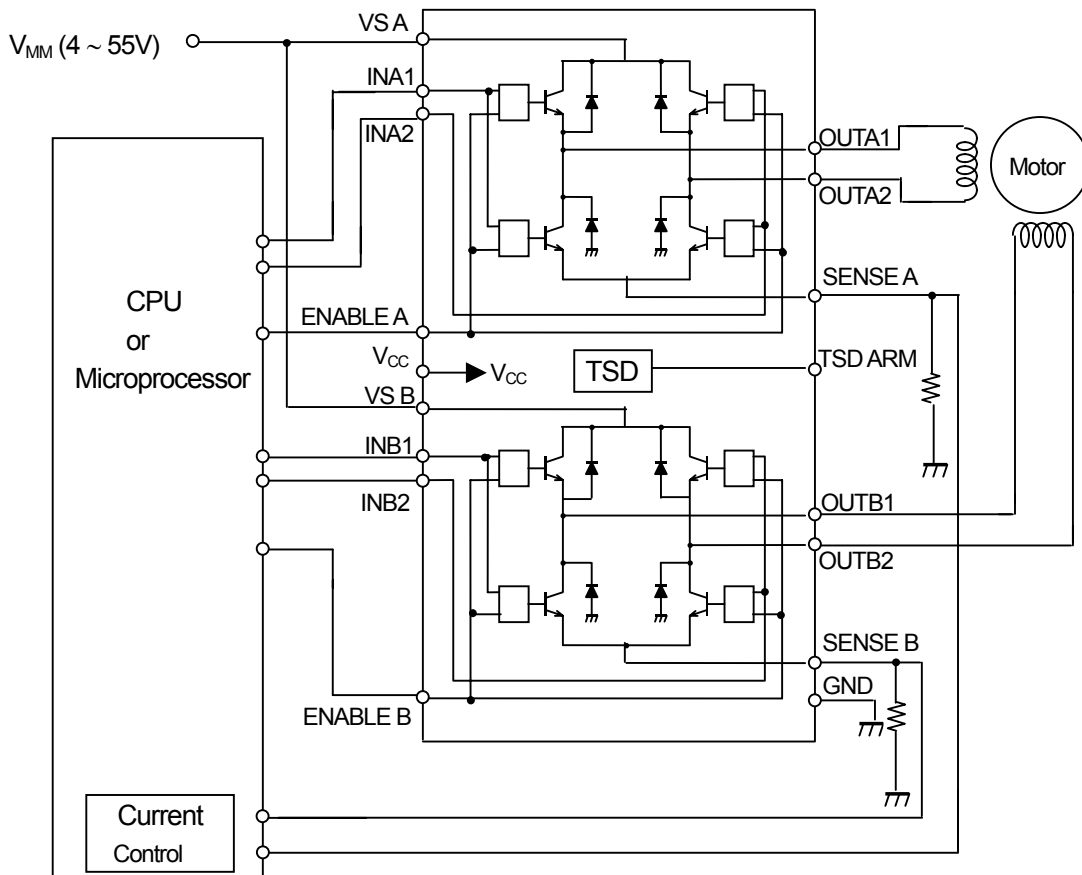 VS A
V_MM (4 ~ 55V)
INA1
INA2
OUTA1
OUTA2
Motor
CPU
or
Microprocessor
SENSE A
ENABLE A
V_CC
V_CC
TSD
TSD ARM
VS B
INB1
INB2
OUTB1
OUTB2
SENSE B
GND
ENABLE B
Current
Control